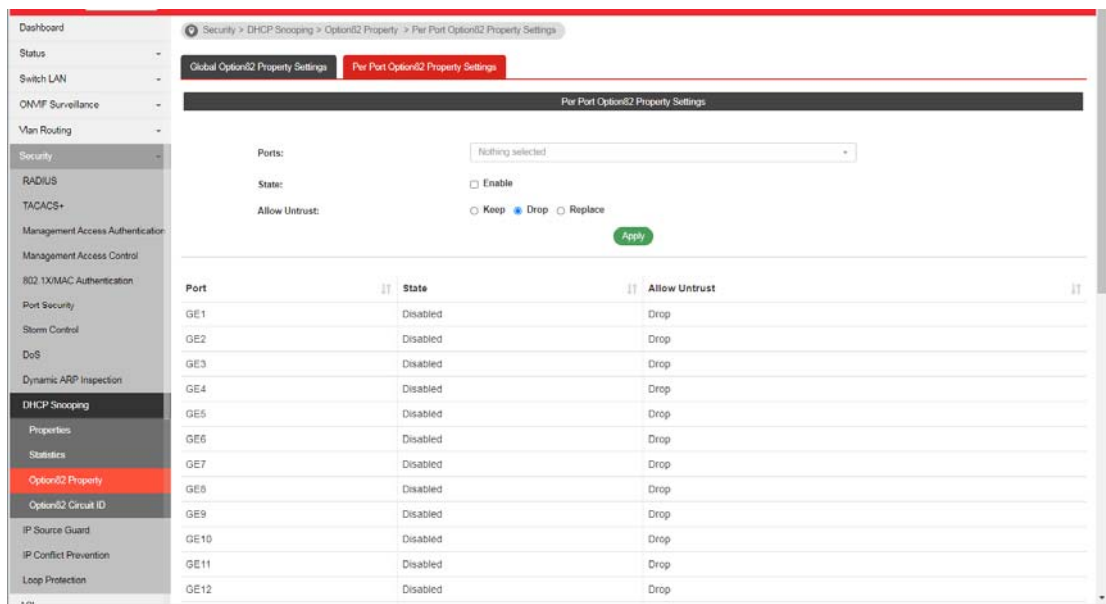 Dashboard
Status
Switch LAN
ONVIF Surveillance
Vlan Routing
Security
RADIUS
TACACS+
Management Access Authentication
Management Access Control
802.1X/MAC Authentication
Port Security
Storm Control
DoS
Dynamic ARP Inspection
DHCP Snooping
Properties
Statistics
Option82 Property
Option82 Circuit ID
IP Source Guard
IP Conflict Prevention
Loop Protection
Security > DHCP Snooping > Option82 Property > Per Port Option82 Property Settings
Global Option82 Property Settings Per Port Option82 Property Settings
Per Port Option82 Property Settings
Ports: Nothing selected
State: Enable
Allow Untrust: Keep Drop Replace
Apply
Port State Allow Untrust
GE1 Disabled Drop
GE2 Disabled Drop
GE3 Disabled Drop
GE4 Disabled Drop
GE5 Disabled Drop
GE6 Disabled Drop
GE7 Disabled Drop
GE8 Disabled Drop
GE9 Disabled Drop
GE10 Disabled Drop
GE11 Disabled Drop
GE12 Disabled Drop